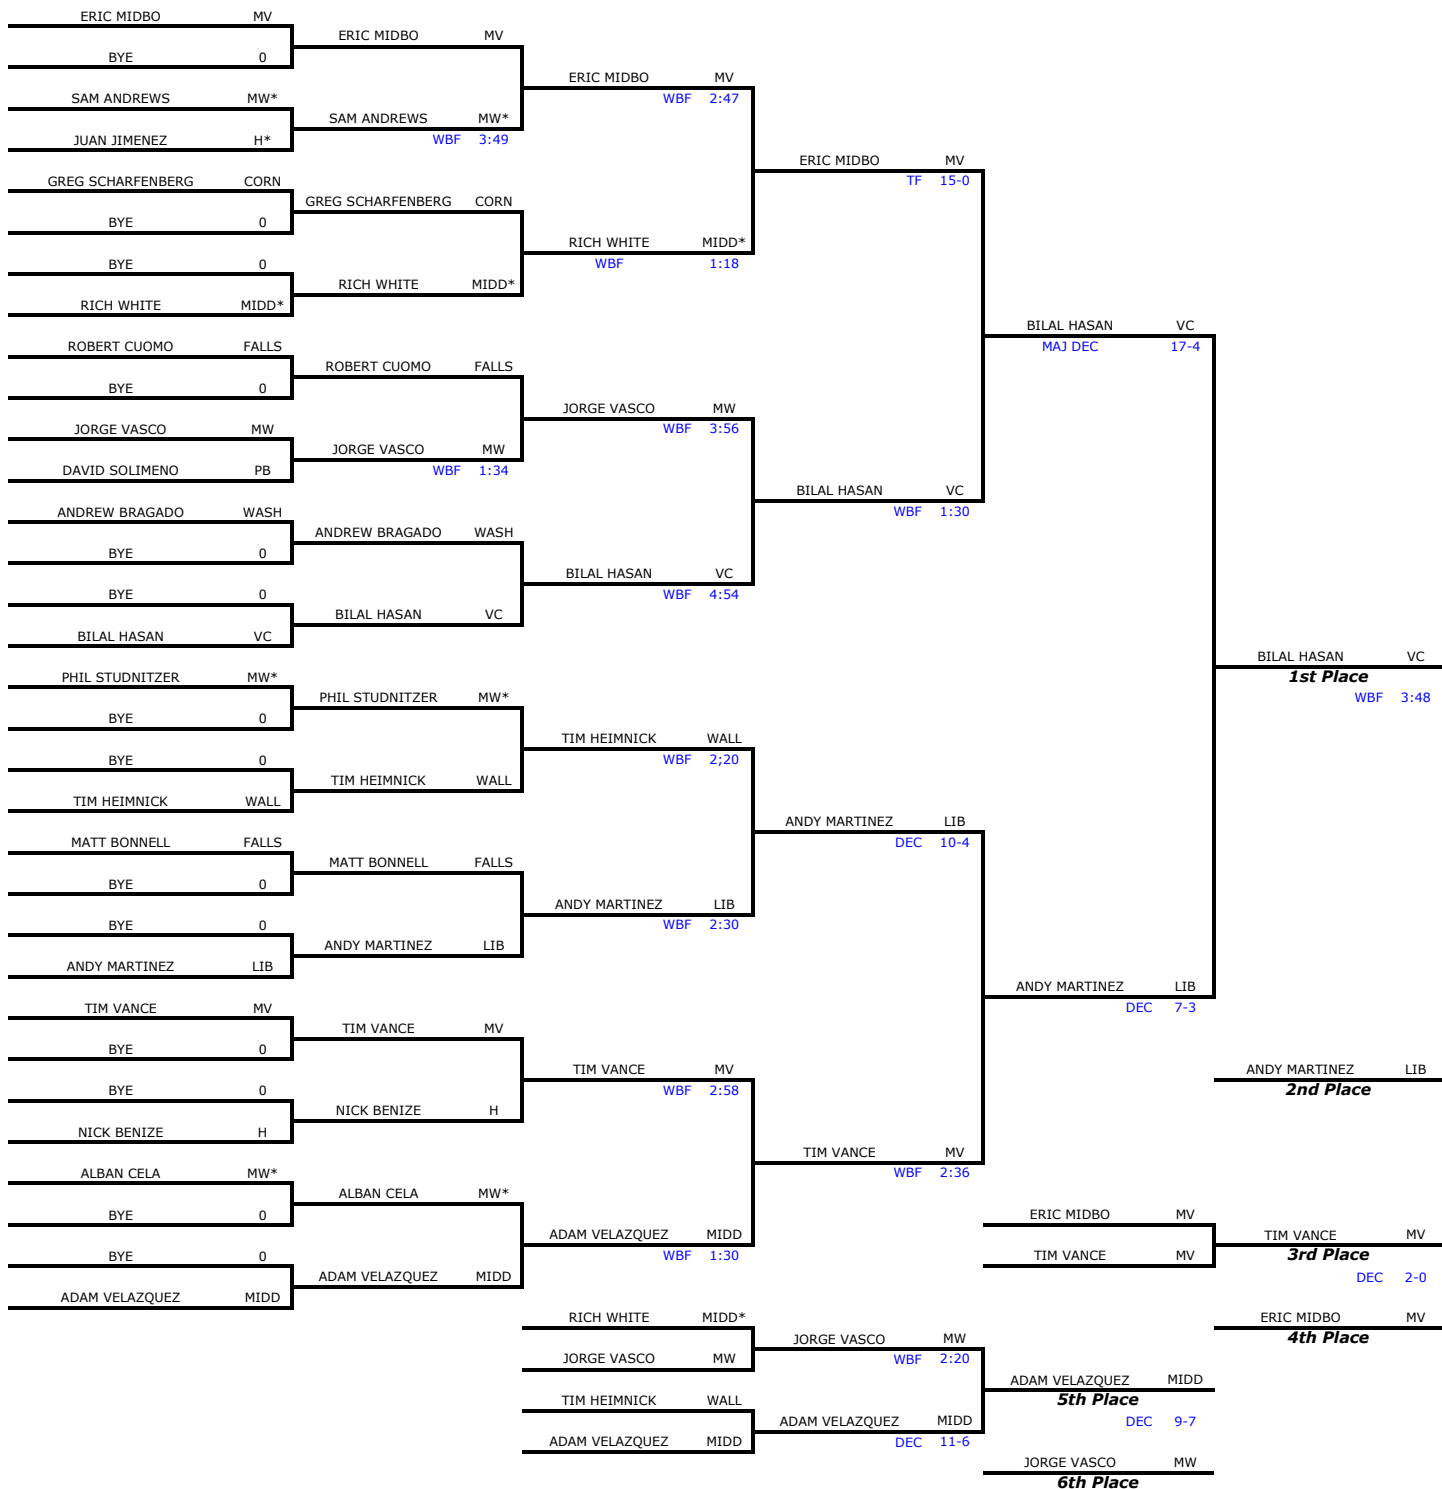 ERIC MIDBO MV
BYE 0
SAM ANDREWS MW*
JUAN JIMENEZ H*
GREG SCHARFENBERG CORN
BYE 0
BYE 0
RICH WHITE MIDD*
ROBERT CUOMO FALLS
BYE 0
JORGE VASCO MW
DAVID SOLIMENO PB
ANDREW BRAGADO WASH
BYE 0
BYE 0
BILAL HASAN VC
PHIL STUDNITZER MW*
BYE 0
BYE 0
TIM HEIMNICK WALL
MATT BONNELL FALLS
BYE 0
BYE 0
ANDY MARTINEZ LIB
TIM VANCE MV
BYE 0
BYE 0
NICK BENIZE H
ALBAN CELA MW*
BYE 0
BYE 0
ADAM VELAZQUEZ MIDD
ERIC MIDBO MV
SAM ANDREWS MW*
WBF 3:49
GREG SCHARFENBERG CORN
RICH WHITE MIDD*
ROBERT CUOMO FALLS
JORGE VASCO MW
WBF 1:34
ANDREW BRAGADO WASH
BILAL HASAN VC
PHIL STUDNITZER MW*
TIM HEIMNICK WALL
MATT BONNELL FALLS
ANDY MARTINEZ LIB
TIM VANCE MV
NICK BENIZE H
ALBAN CELA MW*
ADAM VELAZQUEZ MIDD
ERIC MIDBO MV
WBF 2:47
RICH WHITE MIDD*
WBF 1:18
JORGE VASCO MW
WBF 3:56
BILAL HASAN VC
WBF 4:54
TIM HEIMNICK WALL
WBF 2;20
ANDY MARTINEZ LIB
WBF 2:30
TIM VANCE MV
WBF 2:58
ADAM VELAZQUEZ MIDD
WBF 1:30
ERIC MIDBO MV
TF 15-0
BILAL HASAN VC
WBF 1:30
ANDY MARTINEZ LIB
DEC 10-4
TIM VANCE MV
WBF 2:36
BILAL HASAN VC
MAJ DEC 17-4
ANDY MARTINEZ LIB
DEC 7-3
BILAL HASAN VC
1st Place
WBF 3:48
ANDY MARTINEZ LIB
2nd Place
ERIC MIDBO MV
TIM VANCE MV
TIM VANCE MV
3rd Place
DEC 2-0
ERIC MIDBO MV
4th Place
RICH WHITE MIDD*
JORGE VASCO MW
TIM HEIMNICK WALL
ADAM VELAZQUEZ MIDD
JORGE VASCO MW
WBF 2:20
ADAM VELAZQUEZ MIDD
DEC 11-6
ADAM VELAZQUEZ MIDD
5th Place
DEC 9-7
JORGE VASCO MW
6th Place